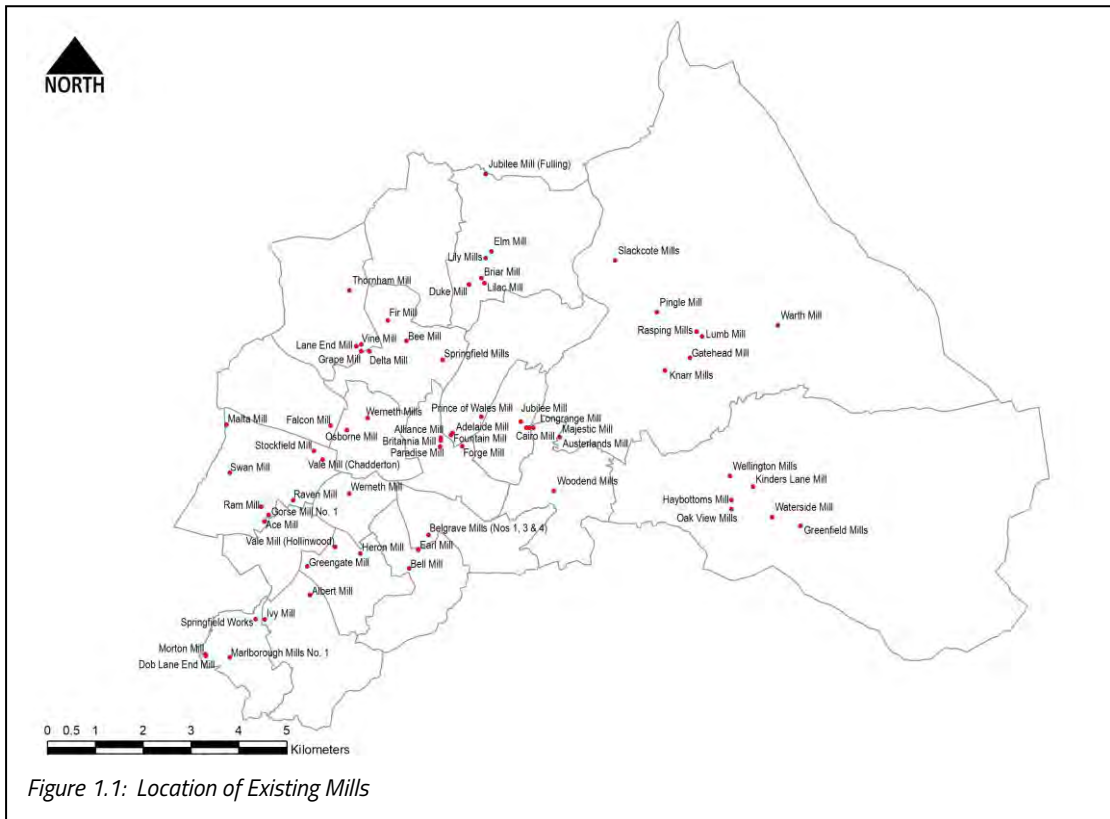 NORTH
Jubilee Mill (Fulling)
Elm Mill
Lily Mills
Slackcote Mills
Briar Mill
Duke Mill
Lilac Mill
Thornham Mill
Pingle Mill
Fir Mill
Warth Mill
Rasping Mills
Lumb Mill
Bee Mill
Vine Mill
Lane End Mill
Grape Mill
Delta Mill
Springfield Mills
Gatehead Mill
Knarr Mills
Prince of Wales Mill
Jubilee Mill
Werneth Mills
Longrange Mill
Malta Mill
Falcon Mill
Osborne Mill
Alliance Mill
Adelaide Mill
Majestic Mill
Britannia Mill
Fountain Mill
Cairo Mill
Austerlands Mill
Paradise Mill
Forge Mill
Stockfield Mill
Vale Mill (Chadderton)
Swan Mill
Wellington Mills
Kinders Lane Mill
Woodend Mills
Werneth Mill
Raven Mill
Haybottoms Mill
Ram Mill
Gorse Mill No. 1
Oak View Mills
Waterside Mill
Ace Mill
Greenfield Mills
Belgrave Mills (Nos 1, 3 & 4)
Vale Mill (Hollinwood)
Heron Mill
Earl Mill
Greengate Mill
Bell Mill
Albert Mill
Springfield Works
Ivy Mill
Morton Mill
Marlborough Mills No. 1
Dob Lane End Mill
0 0.5 1 2 3 4 5
Kilometers
Figure 1.1: Location of Existing Mills